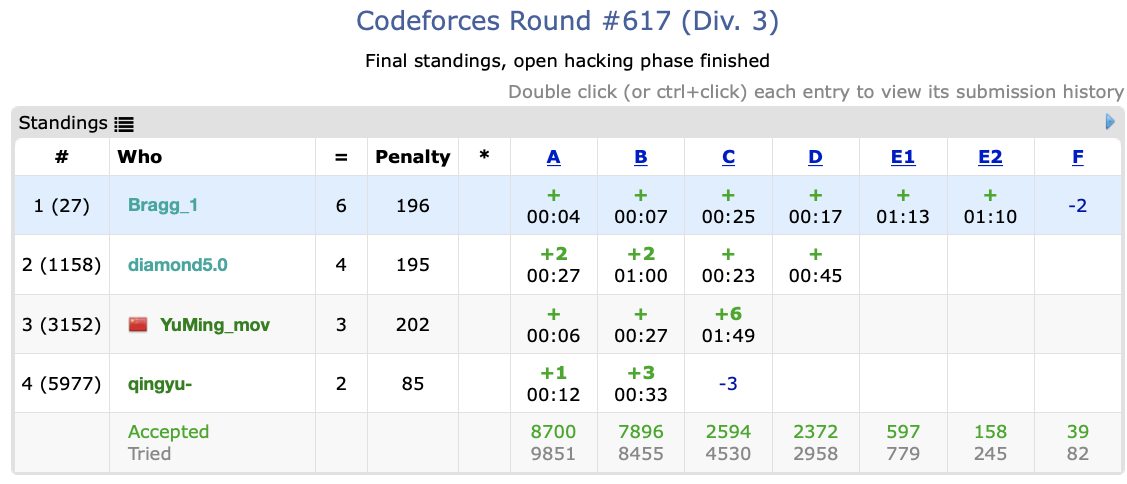 Codeforces Round #617 (Div. 3)
Final standings, open hacking phase finished
Double click (or ctrl+click) each entry to view its submission history
Standings
# Who = Penalty * A B C D E1 E2 F
1 (27) Bragg_1 6 196 + + + + + + -2
00:04 00:07 00:25 00:17 01:13 01:10
2 (1158) diamond5.0 4 195 +2 +2 + +
00:27 01:00 00:23 00:45
3 (3152) YuMing_mov 3 202 + + +6
00:06 00:27 01:49
4 (5977) qingyu- 2 85 +1 +3 -3
00:12 00:33
Accepted 8700 7896 2594 2372 597 158 39
Tried 9851 8455 4530 2958 779 245 82